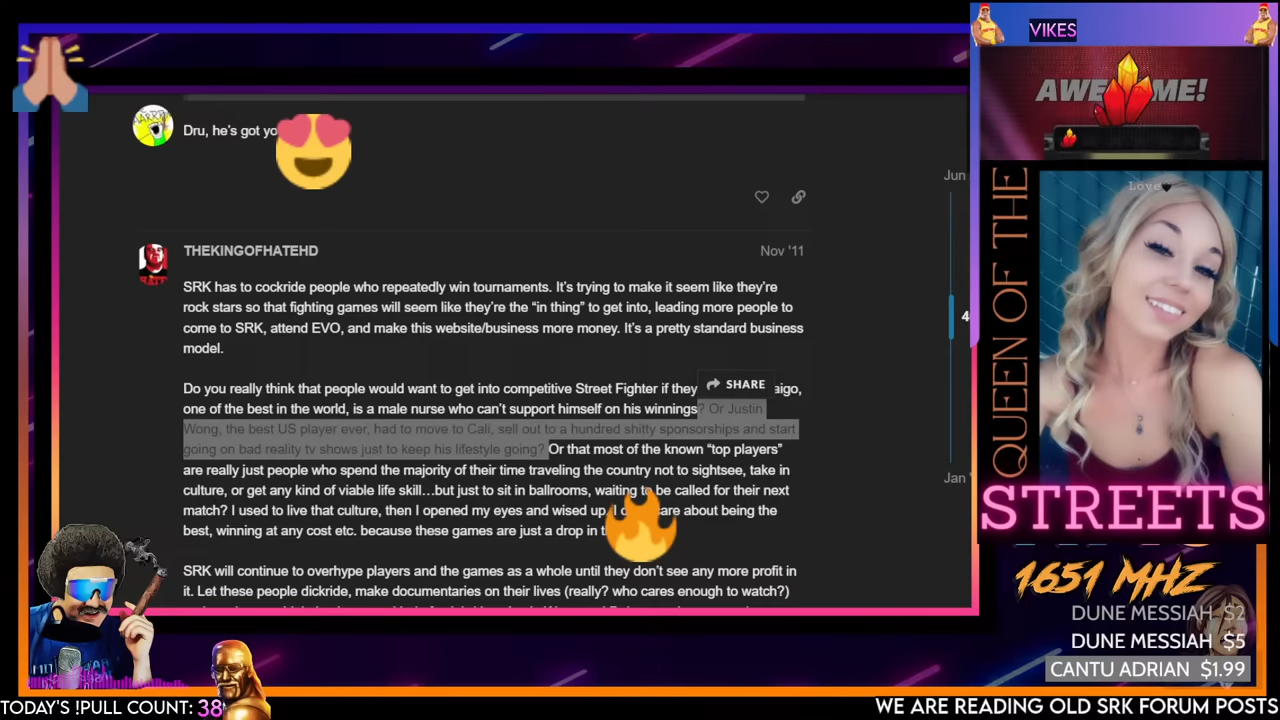 VIKES
AWE ME!
Dru, he's got yo
Jun
Love
THEKINGOFHATEHD
Nov '11
SRK has to cockride people who repeatedly win tournaments. It's trying to make it seem like they're
rock stars so that fighting games will seem like they're the “in thing” to get into, leading more people to
come to SRK, attend EVO, and make this website/business more money. It's a pretty standard business
model.
4
SHARE
Do you really think that people would want to get into competitive Street Fighter if they aigo,
one of the best in the world, is a male nurse who can't support himself on his winnings? Or Justin
Wong, the best US player ever, had to move to Cali, sell out to a hundred shitty sponsorships and start
going on bad reality tv shows just to keep his lifestyle going? Or that most of the known “top players”
are really just people who spend the majority of their time traveling the country not to sightsee, take in
culture, or get any kind of viable life skill…but just to sit in ballrooms, waiting to be called for their next
match? I used to live that culture, then I opened my eyes and wised up. I care about being the
best, winning at any cost etc. because these games are just a drop in t
Jan '
SRK will continue to overhype players and the games as a whole until they don't see any more profit in
it. Let these people dickride, make documentaries on their lives (really? who cares enough to watch?)
QUEEN OF THE
STREETS
1651 MHZ
DUNE MESSIAH $2
DUNE MESSIAH $5
CANTU ADRIAN $1.99
TODAY'S !PULL COUNT: 38
WE ARE READING OLD SRK FORUM POSTS